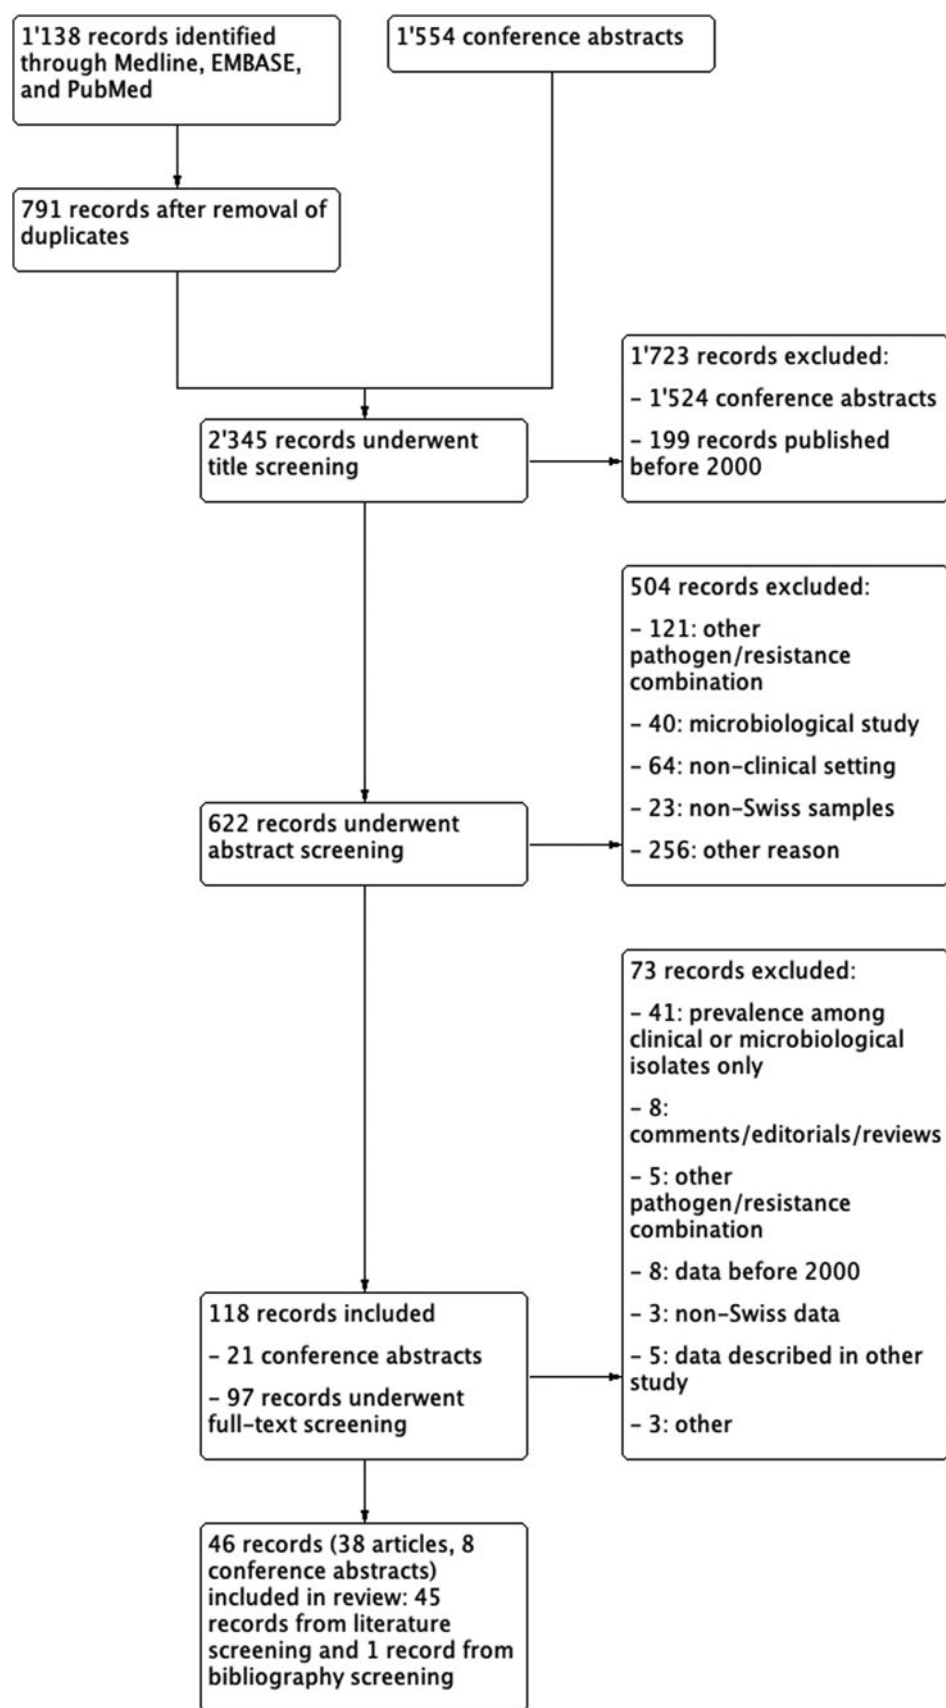 1'138 records identified
through Medline, EMBASE,
and PubMed
1'554 conference abstracts
791 records after removal of
duplicates
1'723 records excluded:
– 1'524 conference abstracts
– 199 records published
before 2000
2'345 records underwent
title screening
504 records excluded:
– 121: other
pathogen/resistance
combination
– 40: microbiological study
– 64: non–clinical setting
– 23: non–Swiss samples
– 256: other reason
622 records underwent
abstract screening
73 records excluded:
– 41: prevalence among
clinical or microbiological
isolates only
– 8:
comments/editorials/reviews
– 5: other
pathogen/resistance
combination
– 8: data before 2000
– 3: non–Swiss data
– 5: data described in other
study
– 3: other
118 records included
– 21 conference abstracts
– 97 records underwent
full–text screening
46 records (38 articles, 8
conference abstracts)
included in review: 45
records from literature
screening and 1 record from
bibliography screening